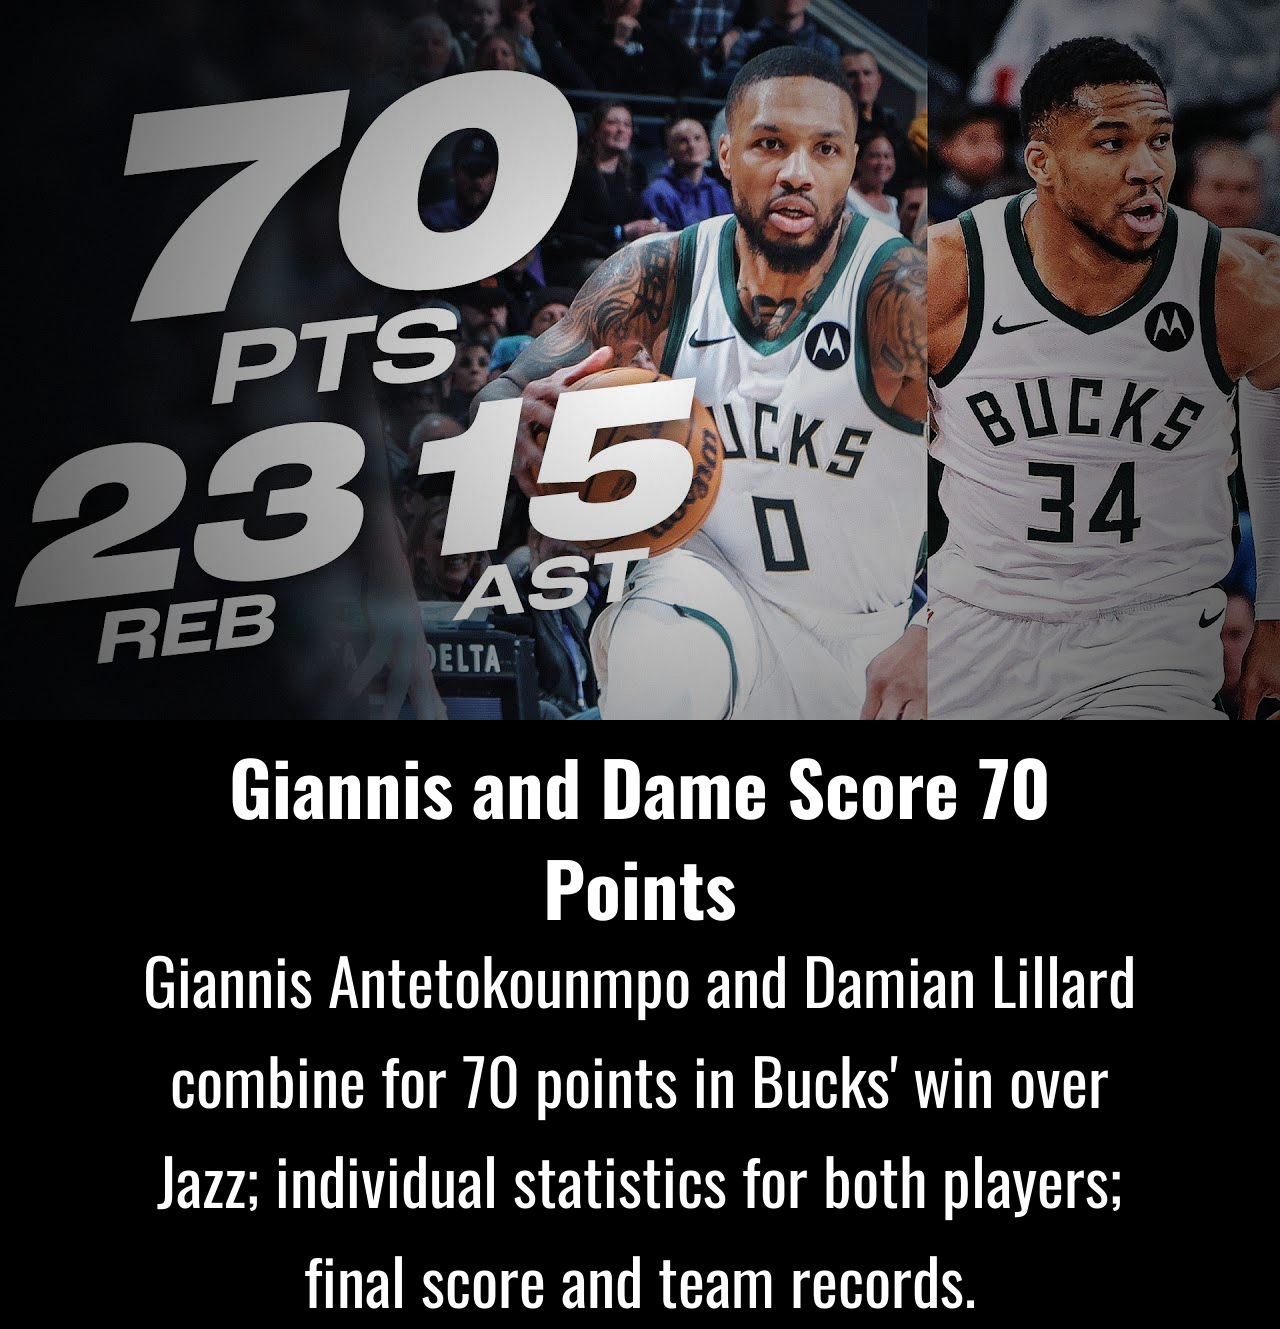 70
PTS
23 15
REB AST
DELTA
BUCKS
0
BUCKS
34
Giannis and Dame Score 70
Points
Giannis Antetokounmpo and Damian Lillard
combine for 70 points in Bucks' win over
Jazz; individual statistics for both players;
final score and team records.